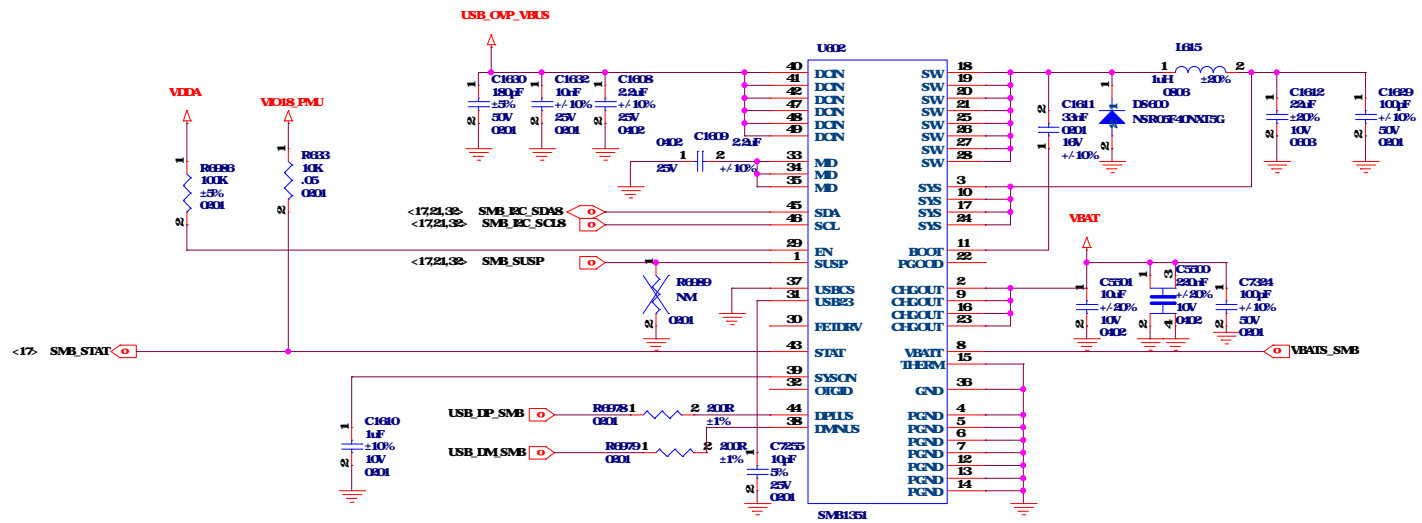 USB_OVP_VBUS
VDDA
VIO18_PMU
U602
SMB1351
L615
1 2
1uH ±20%
0806
C1630
180pF
±5%
50V
0201
C1632
10nF
+/-10%
25V
0201
C1608
2.2uF
+/-10%
25V
0402
0402 C1609 2.2uF
1 2
25V +/-10%
R6986
100K
±5%
0201
R633
10K
.05
0201
C1611
33nF
0201
16V
+/-10%
DS600
NSR05F40NXT5G
C1612
22uF
±20%
10V
0603
C1629
100pF
+/-10%
50V
0201
40 DCIN
41 DCIN
42 DCIN
47 DCIN
48 DCIN
49 DCIN
33 MID
34 MID
35 MID
45 SDA
46 SCL
29 EN
1 SUSP
37 USBCS
31 USB23
30 FETDRV
43 STAT
39 SYSON
32 OTGID
44 DPLUS
38 DMINUS
SW 18
SW 19
SW 20
SW 21
SW 25
SW 26
SW 27
SW 28
SYS 3
SYS 10
SYS 17
SYS 24
BOOT 11
PGOOD 22
CHGOUT 2
CHGOUT 9
CHGOUT 16
CHGOUT 23
VBATT 8
THERM 15
GND 36
PGND 4
PGND 5
PGND 6
PGND 7
PGND 12
PGND 13
PGND 14
<17,21,32> SMB_I2C_SDA8
<17,21,32> SMB_I2C_SCL8
<17,21,32> SMB_SUSP
R6989
NM
0201
<17> SMB_STAT
C1610
1uF
±10%
10V
0201
USB_DP_SMB
R6978 1 2 200R
0201 ±1%
USB_DM_SMB
R6979 1 2 200R
0201 ±1%
C7255
10pF
5%
25V
0201
VBAT
C5501
10uF
+/-20%
10V
0402
C5500
220nF
+/-20%
10V
0402
C7324
100pF
+/-10%
50V
0201
VBATS_SMB